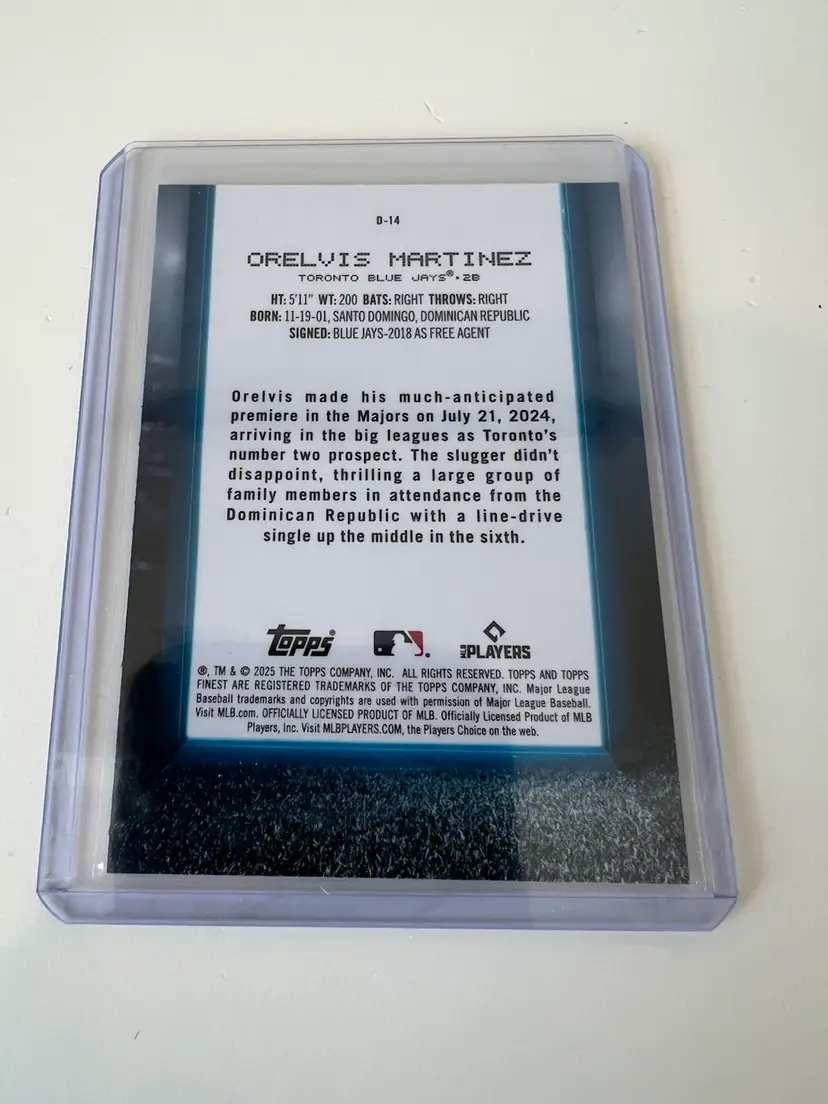 D-14
ORELVIS MARTINEZ
TORONTO BLUE JAYS®•2B
HT: 5'11" WT: 200 BATS: RIGHT THROWS: RIGHT
BORN: 11-19-01, SANTO DOMINGO, DOMINICAN REPUBLIC
SIGNED: BLUE JAYS-2018 AS FREE AGENT
Orelvis made his much-anticipated
premiere in the Majors on July 21, 2024,
arriving in the big leagues as Toronto's
number two prospect. The slugger didn't
disappoint, thrilling a large group of
family members in attendance from the
Dominican Republic with a line-drive
single up the middle in the sixth.
topps® MLB PLAYERS
®, TM & © 2025 THE TOPPS COMPANY, INC. ALL RIGHTS RESERVED. TOPPS AND TOPPS
FINEST ARE REGISTERED TRADEMARKS OF THE TOPPS COMPANY, INC. Major League
Baseball trademarks and copyrights are used with permission of Major League Baseball.
Visit MLB.com. OFFICIALLY LICENSED PRODUCT OF MLB. Officially Licensed Product of MLB
Players, Inc. Visit MLBPLAYERS.COM, the Players Choice on the web.